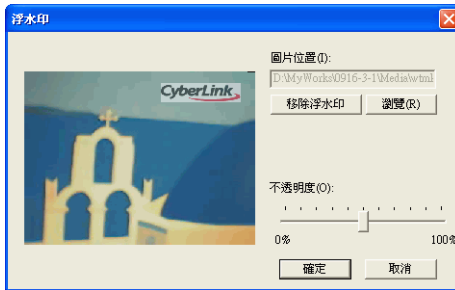 浮水印
圖片位置(I):
D:\MyWorks\0916-3-1\Media\wtml
移除浮水印
瀏覽(R)
CyberLink
不透明度(O):
0%
100%
確定
取消